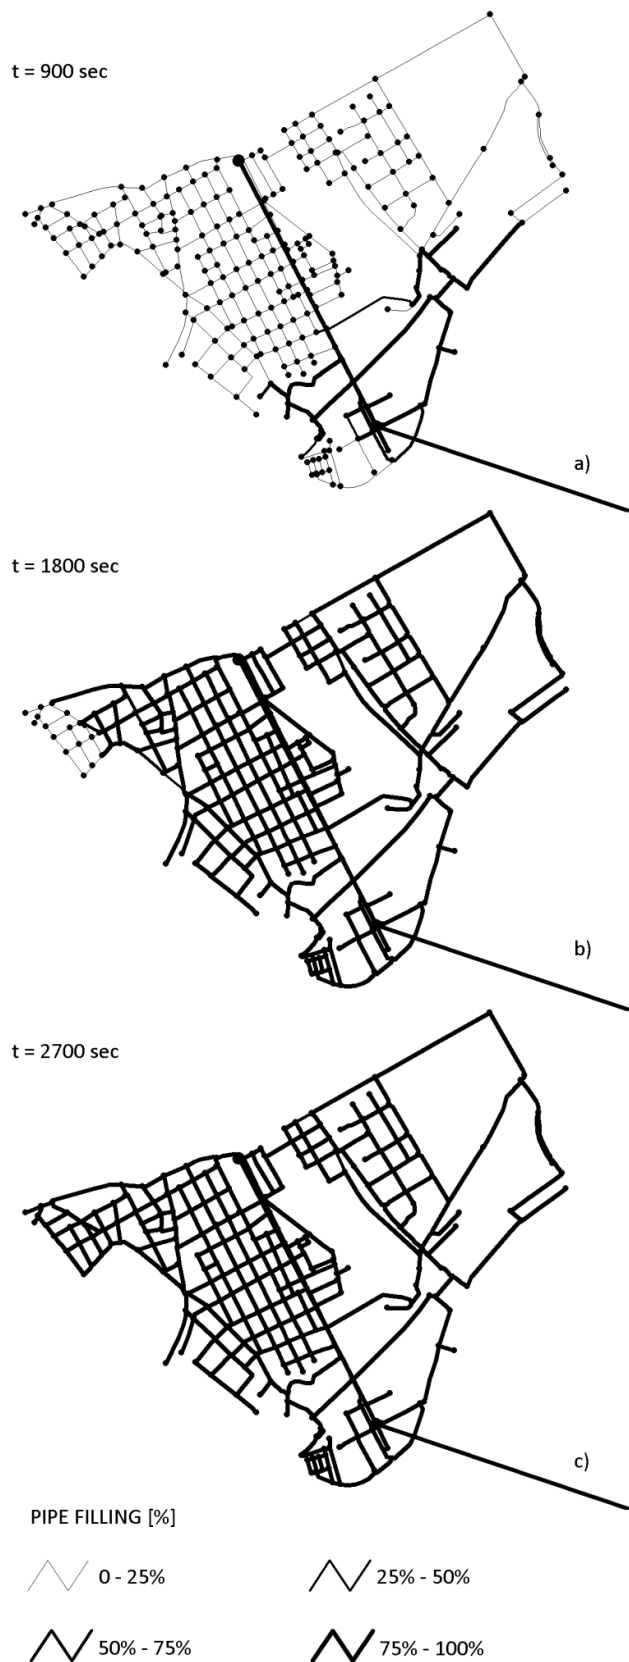 t = 900 sec
a)
t = 1800 sec
b)
t = 2700 sec
c)
PIPE FILLING [%]
0 - 25%
25% - 50%
50% - 75%
75% - 100%